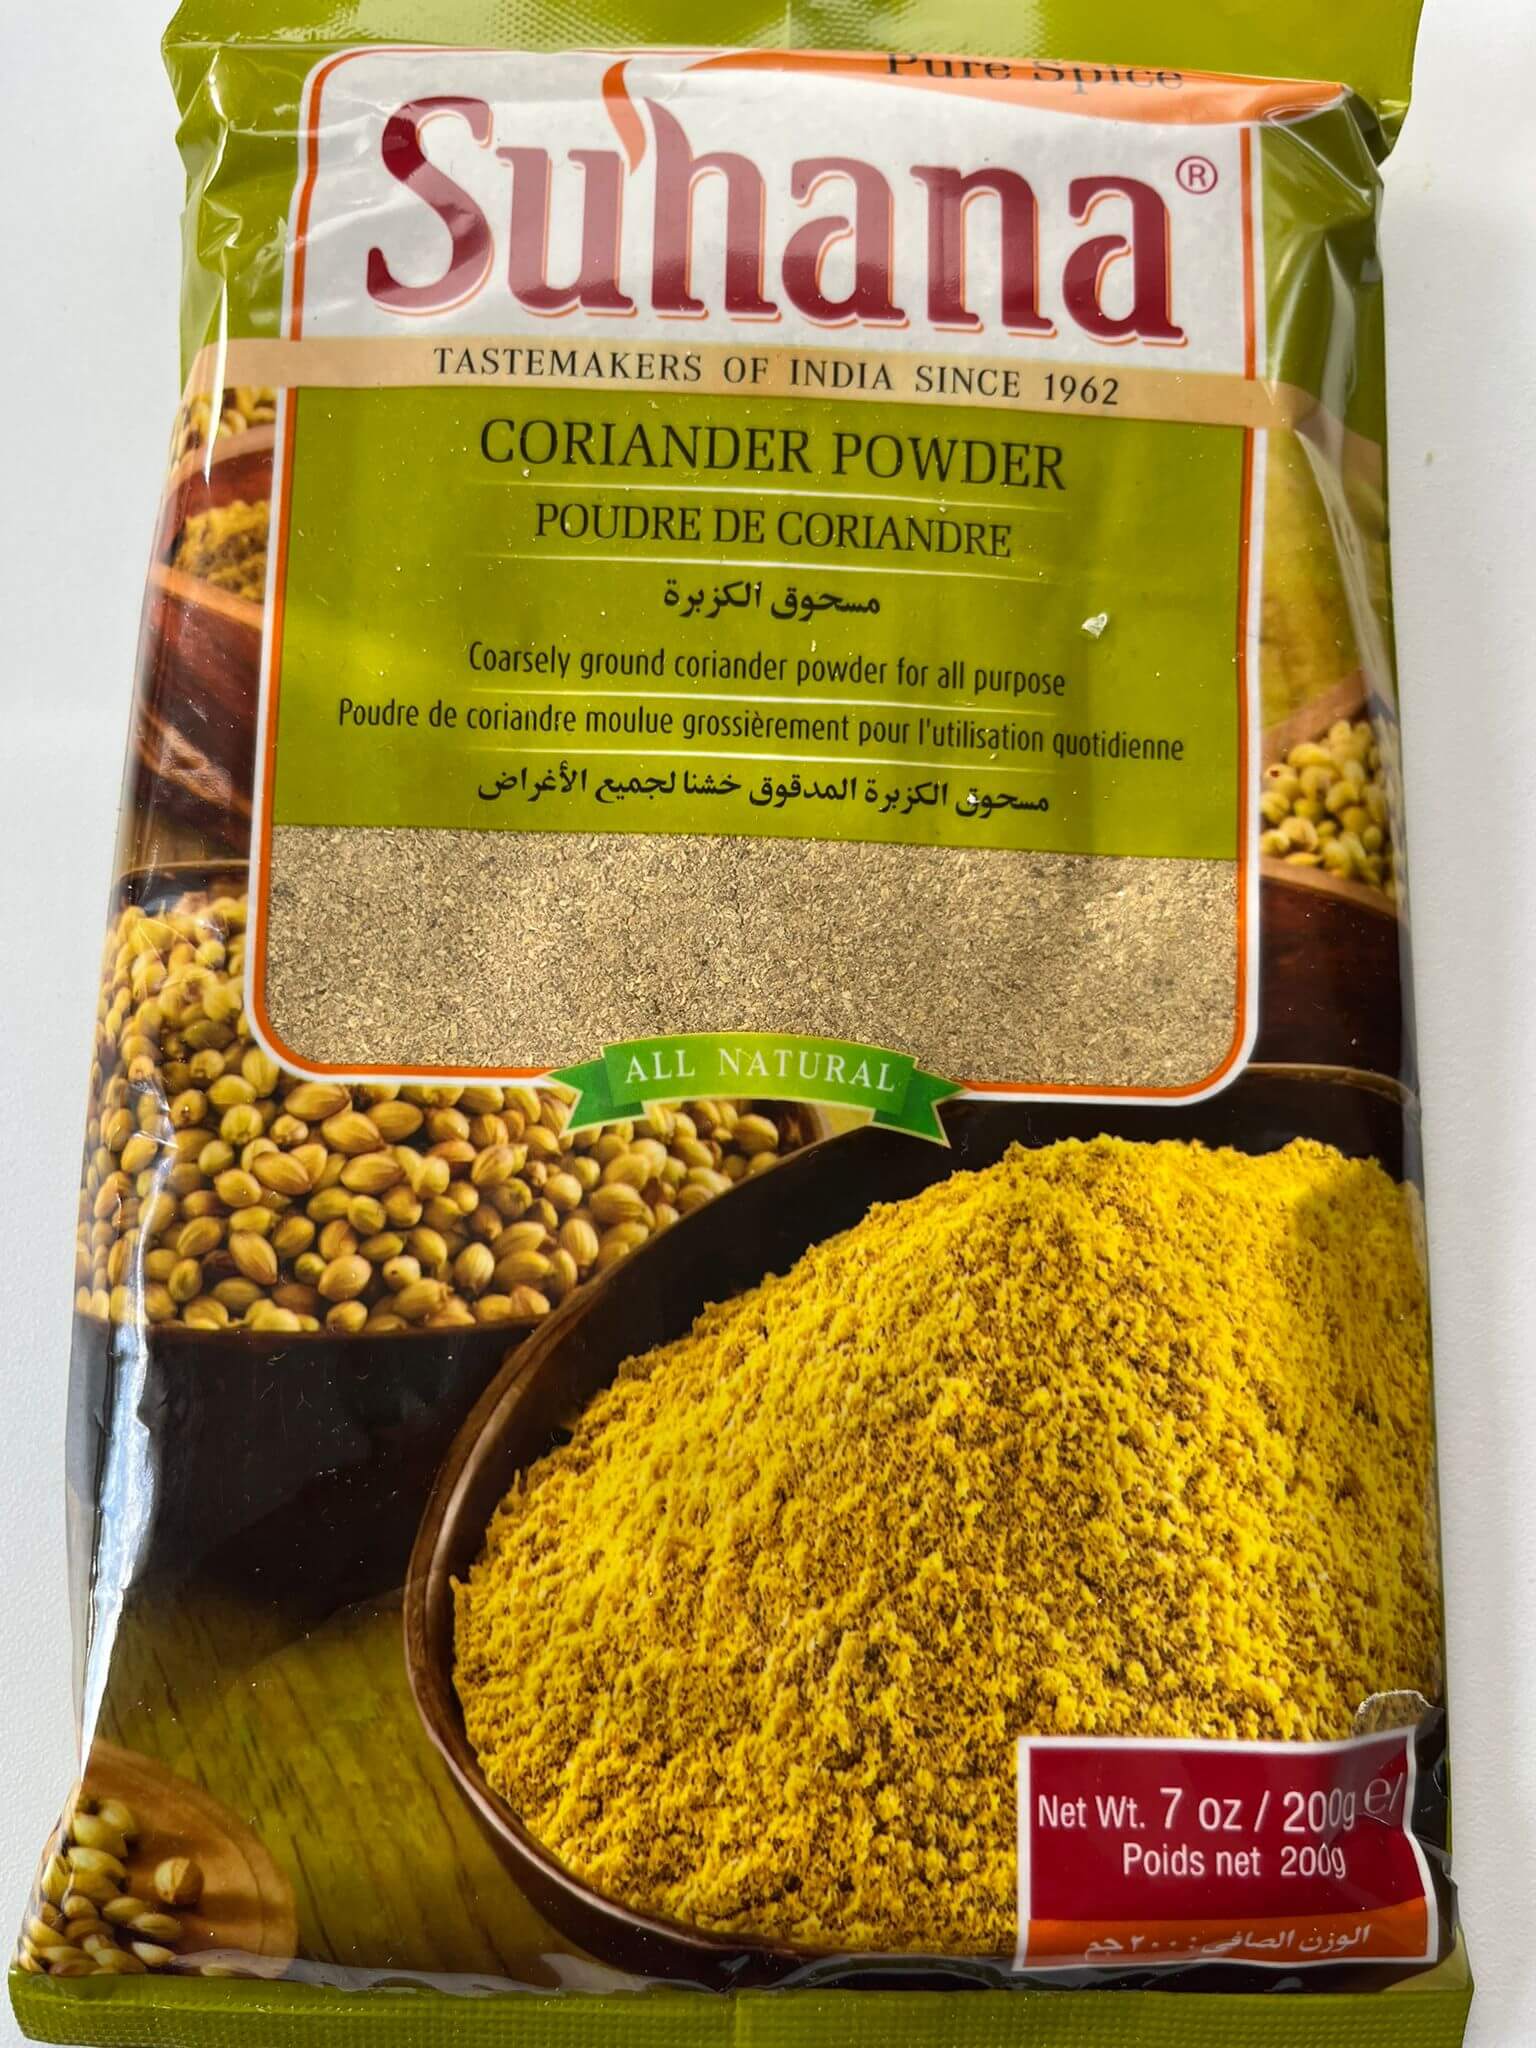 Pure Spice
Suhana®
TASTEMAKERS OF INDIA SINCE 1962
CORIANDER POWDER
POUDRE DE CORIANDRE
مسحوق الكزبرة
Coarsely ground coriander powder for all purpose
Poudre de coriandre moulue grossièrement pour l'utilisation quotidienne
مسحوق الكزبرة المدقوق خشنا لجميع الأغراض
ALL NATURAL
Net Wt. 7 oz / 200g ℮/
Poids net 200g
الوزن الصافي: ٢٠٠ جم